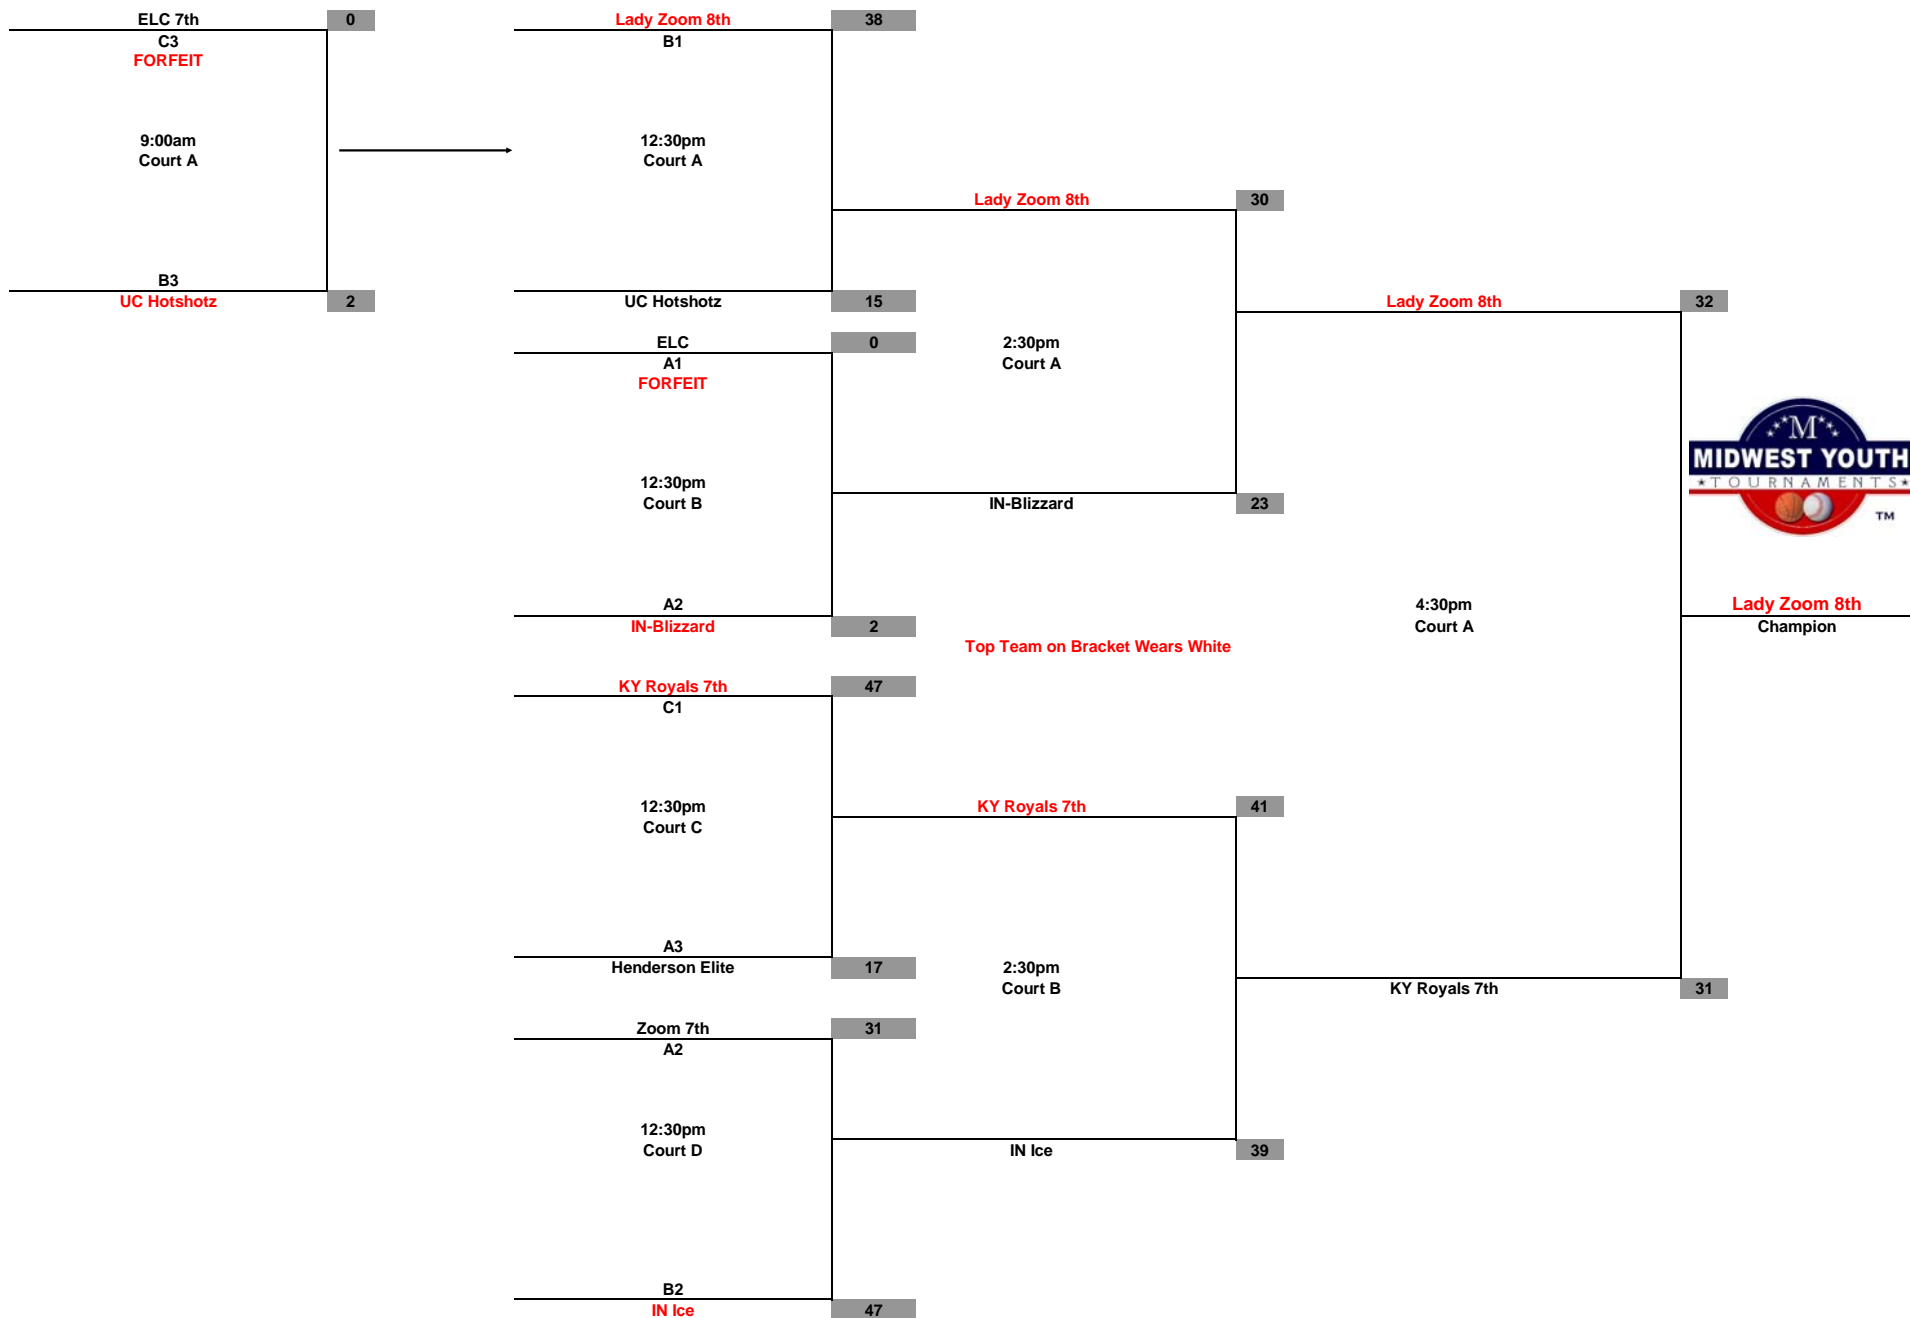 ELC 7th
0
C3
FORFEIT
9:00am
Court A
B3
UC Hotshotz
2
Lady Zoom 8th
38
B1
12:30pm
Court A
UC Hotshotz
15
ELC
0
A1
FORFEIT
12:30pm
Court B
A2
IN-Blizzard
2
KY Royals 7th
47
C1
12:30pm
Court C
A3
Henderson Elite
17
Zoom 7th
31
A2
12:30pm
Court D
B2
IN Ice
47
Lady Zoom 8th
30
2:30pm
Court A
IN-Blizzard
23
Top Team on Bracket Wears White
KY Royals 7th
41
2:30pm
Court B
IN Ice
39
Lady Zoom 8th
32
4:30pm
Court A
KY Royals 7th
31
M
MIDWEST YOUTH
TOURNAMENTS
TM
Lady Zoom 8th
Champion